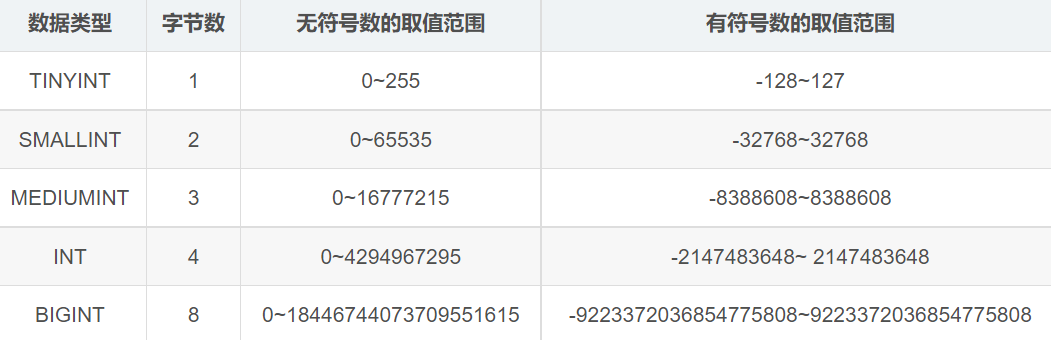 数据类型 字节数 无符号数的取值范围 有符号数的取值范围
TINYINT 1 0~255 -128~127
SMALLINT 2 0~65535 -32768~32768
MEDIUMINT 3 0~16777215 -8388608~8388608
INT 4 0~4294967295 -2147483648~ 2147483648
BIGINT 8 0~18446744073709551615 -9223372036854775808~9223372036854775808